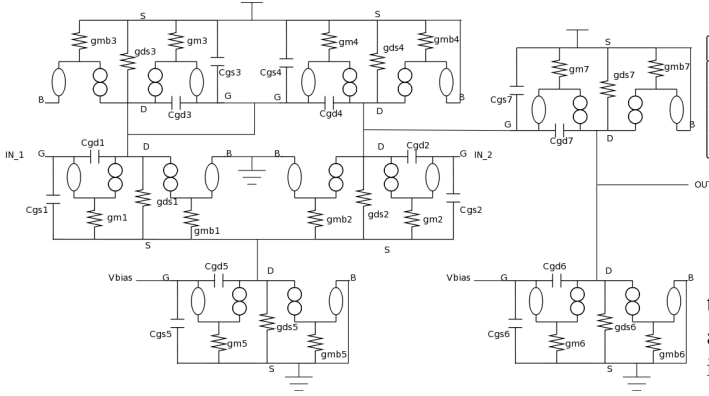 S S
gmb3 gds3 gm3 Cgs3 Cgs4 gm4 gds4 gmb4
S
gm7 gds7 gmb7
Cgs7
B D Cgd3 G G Cgd4 D B
G Cgd7 D B
IN_1 G Cgd1 D B B D Cgd2 G IN_2
Cgs1 gm1 gds1 gmb1 gmb2 gds2 gm2 Cgs2
OUT
S S
Vbias G Cgd5 D B Vbias G Cgd6 D B
Cgs5 gm5 gds5 gmb5 Cgs6 gm6 gds6 gmb6
S S